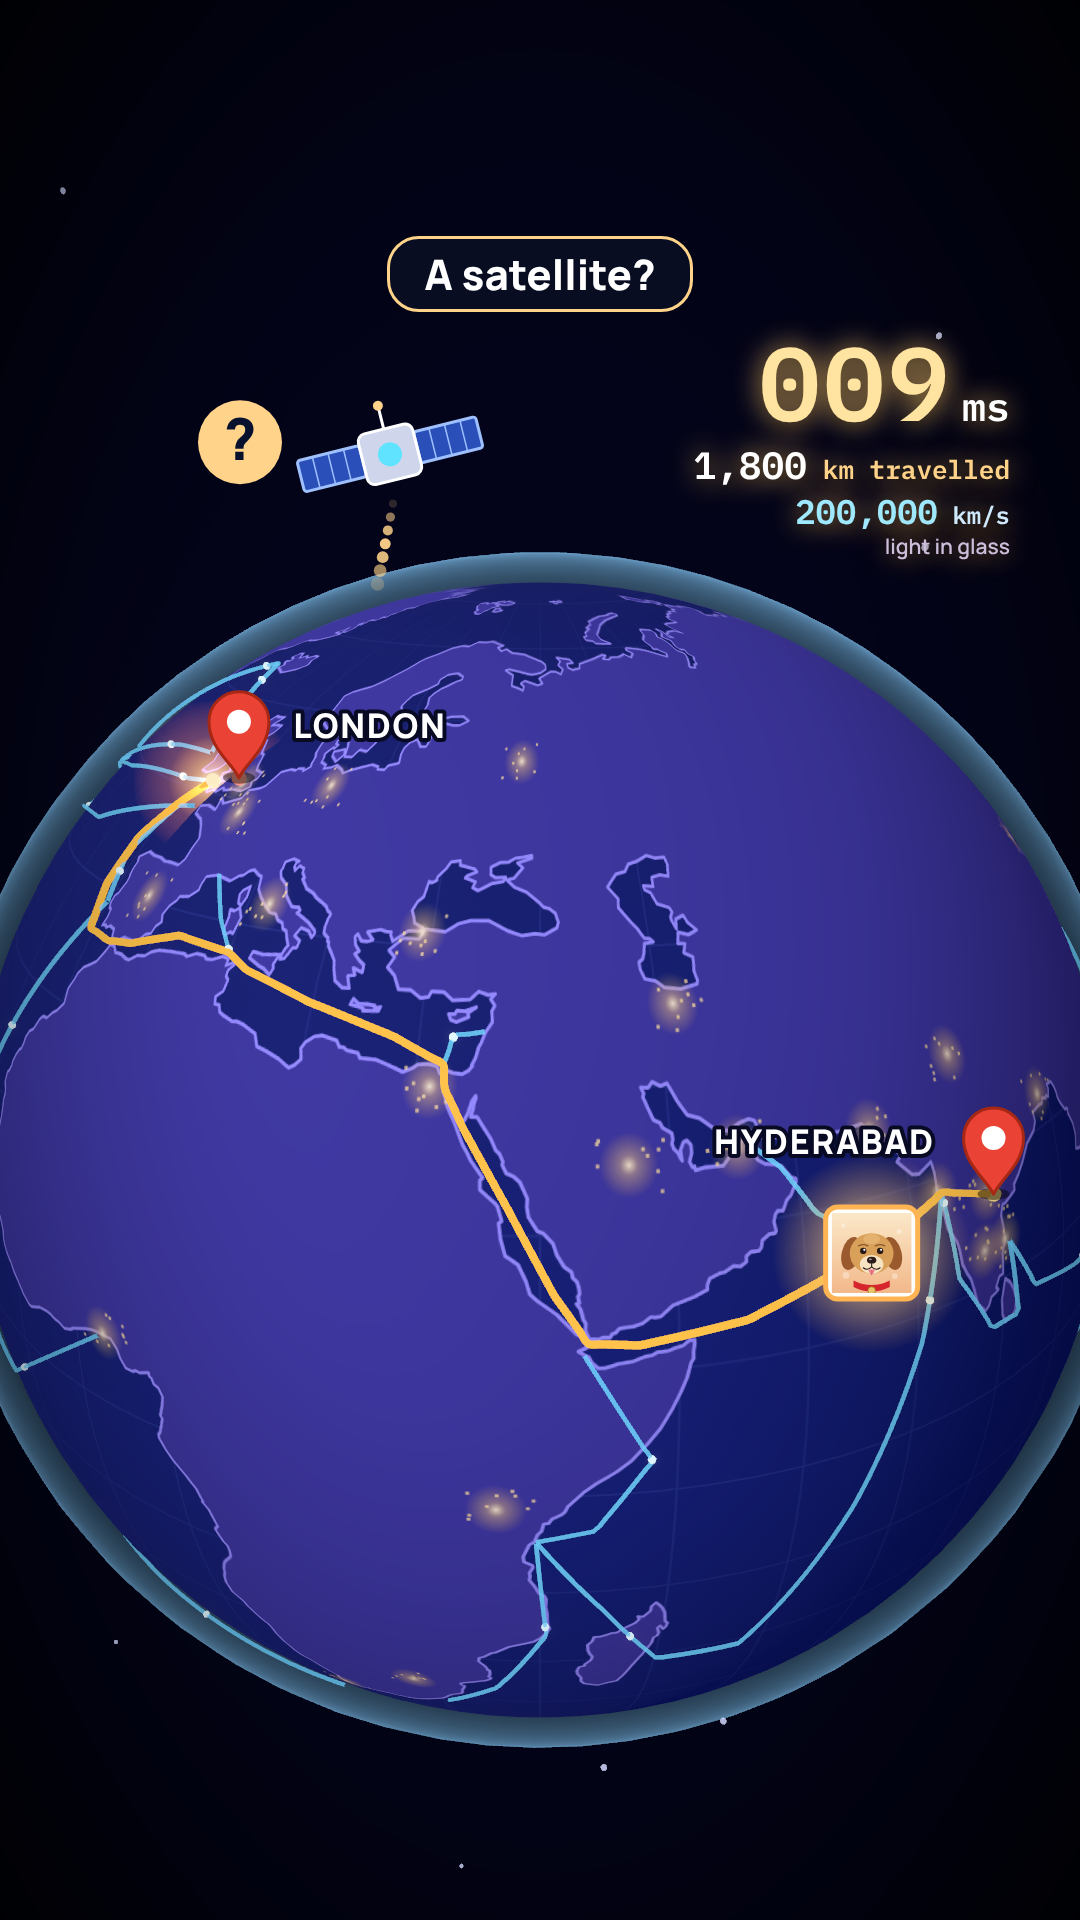 A satellite?
009 ms
1,800 km travelled
200,000 km/s
light in glass
?
LONDON
HYDERABAD